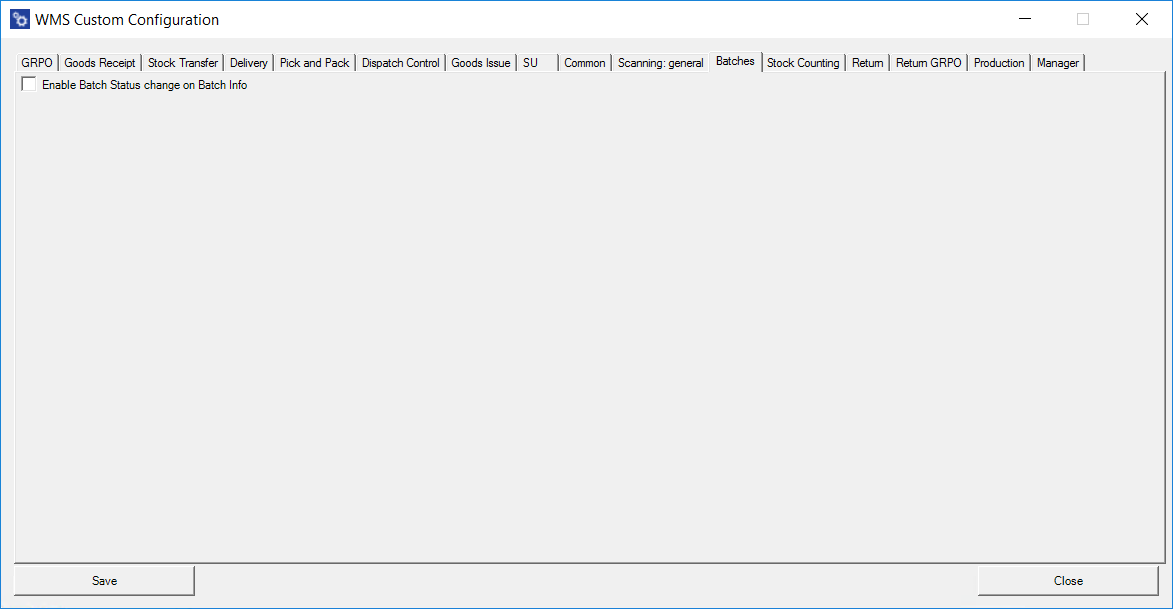 WMS Custom Configuration
GRPO Goods Receipt Stock Transfer Delivery Pick and Pack Dispatch Control Goods Issue SU Common Scanning: general Batches Stock Counting Return Return GRPO Production Manager
Enable Batch Status change on Batch Info
Save Close